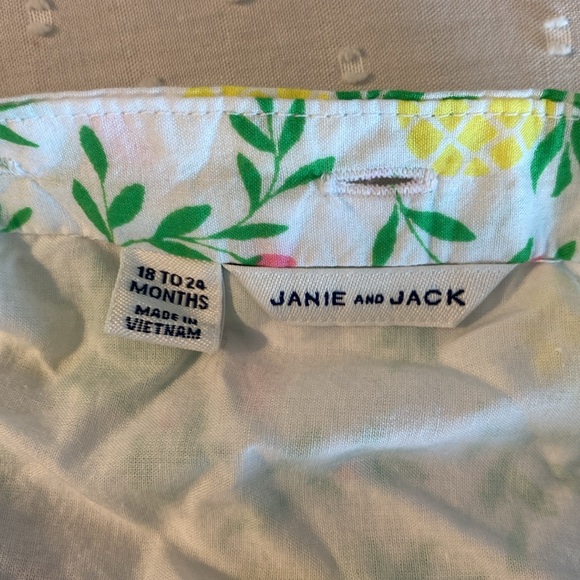 18 TO 24
MONTHS
MADE IN
VIETNAM
JANIE AND JACK